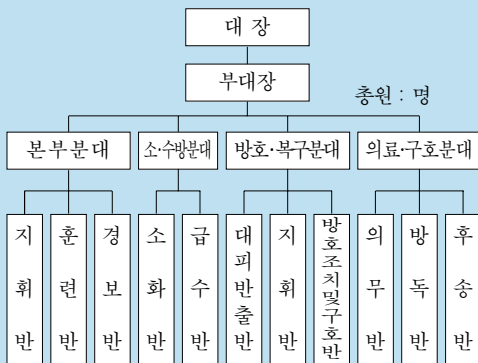 대 장
부대장
총원 : 명
본부분대
소·수방분대
방호·복구분대
의료·구호분대
지휘반
훈련반
경보반
소화반
급수반
대피반출반
지휘반
방호조치및구호반
의무반
방독반
후송반